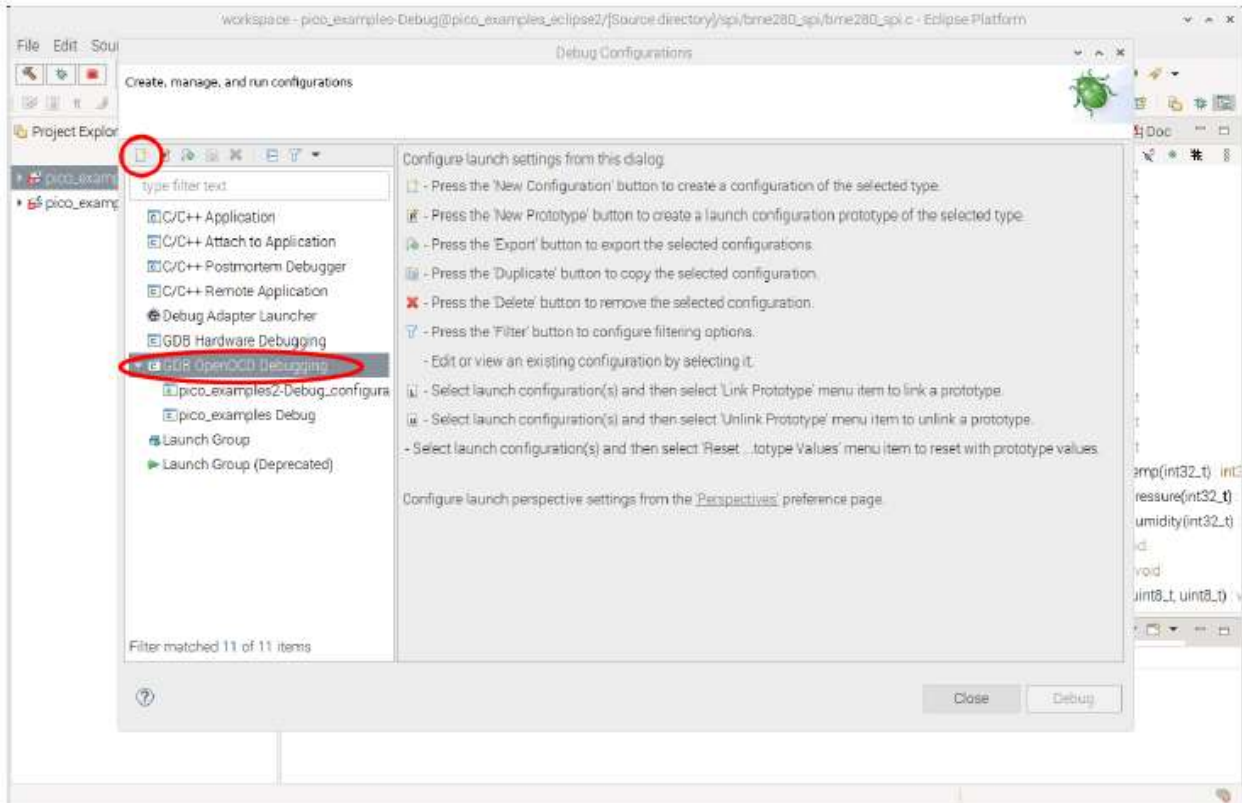 workspace - pico_examples-Debug@pico_examples_eclipse2/[Source directory]/spi/bme280_spi/bme280_spi.c - Eclipse Platform
File Edit Sou
Debug Configurations
Create, manage, and run configurations
Project Explor
Doc
pico_examp
pico_examp
type filter text
C/C++ Application
C/C++ Attach to Application
C/C++ Postmortem Debugger
C/C++ Remote Application
Debug Adapter Launcher
GDB Hardware Debugging
GDB OpenOCD Debugging
pico_examples2-Debug_configura
pico_examples Debug
Launch Group
Launch Group (Deprecated)
Filter matched 11 of 11 items
Configure launch settings from this dialog:
- Press the 'New Configuration' button to create a configuration of the selected type.
- Press the 'New Prototype' button to create a launch configuration prototype of the selected type.
- Press the 'Export' button to export the selected configurations.
- Press the 'Duplicate' button to copy the selected configuration.
- Press the 'Delete' button to remove the selected configuration.
- Press the 'Filter' button to configure filtering options.
- Edit or view an existing configuration by selecting it.
- Select launch configuration(s) and then select 'Link Prototype' menu item to link a prototype.
- Select launch configuration(s) and then select 'Unlink Prototype' menu item to unlink a prototype.
- Select launch configuration(s) and then select 'Reset ...totype Values' menu item to reset with prototype values.
Configure launch perspective settings from the 'Perspectives' preference page.
emp(int32_t) int3
ressure(int32_t)
umidity(int32_t)
void
uint8_t, uint8_t)
Close
Debug